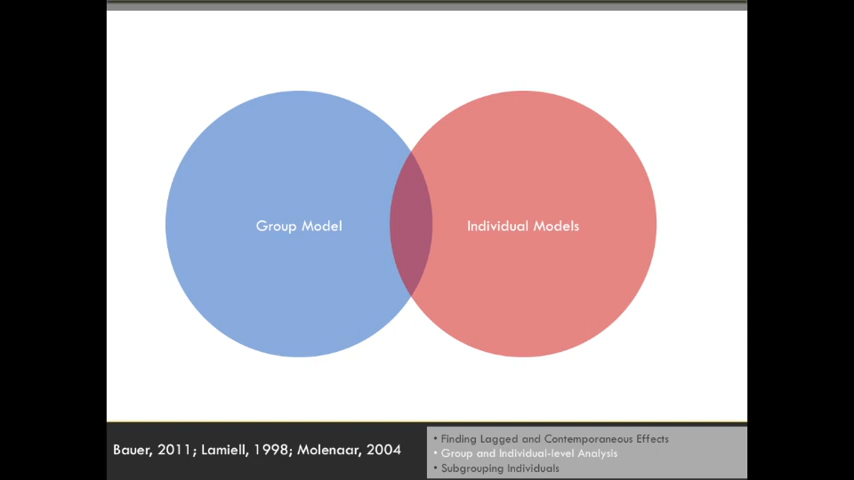 Group Model
Individual Models
Bauer, 2011; Lamiell, 1998; Molenaar, 2004
• Finding Lagged and Contemporaneous Effects
• Group and Individual-level Analysis
• Subgrouping Individuals